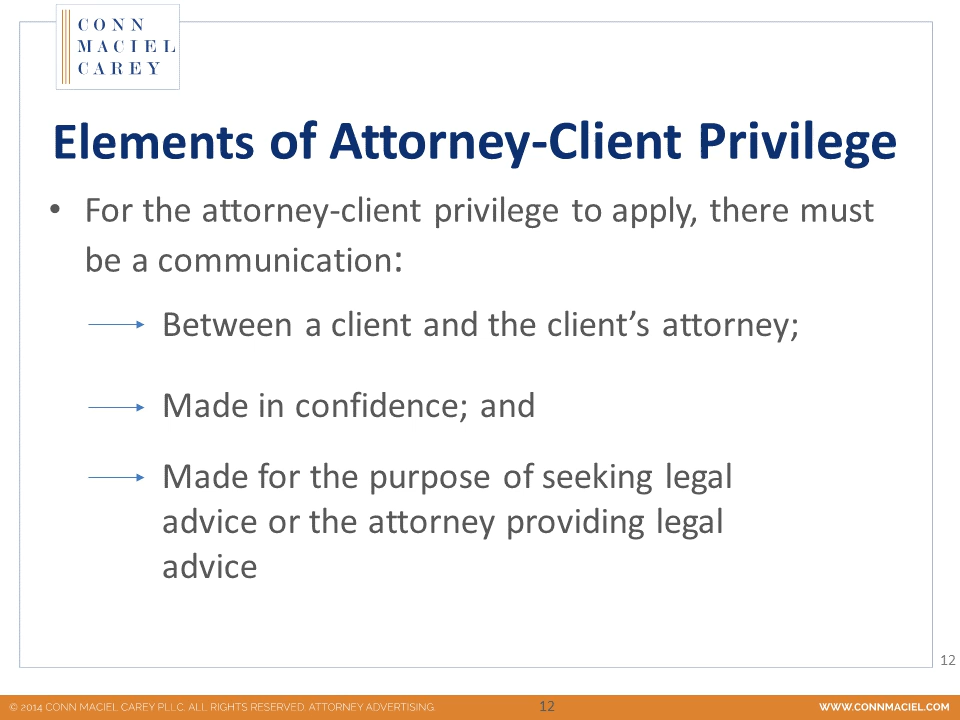 CONN
MACIEL
CAREY
Elements of Attorney-Client Privilege
• For the attorney-client privilege to apply, there must
be a communication:
Between a client and the client’s attorney;
Made in confidence; and
Made for the purpose of seeking legal
advice or the attorney providing legal
advice
12
© 2014 CONN MACIEL CAREY PLLC. ALL RIGHTS RESERVED. ATTORNEY ADVERTISING. 12 WWW.CONNMACIEL.COM